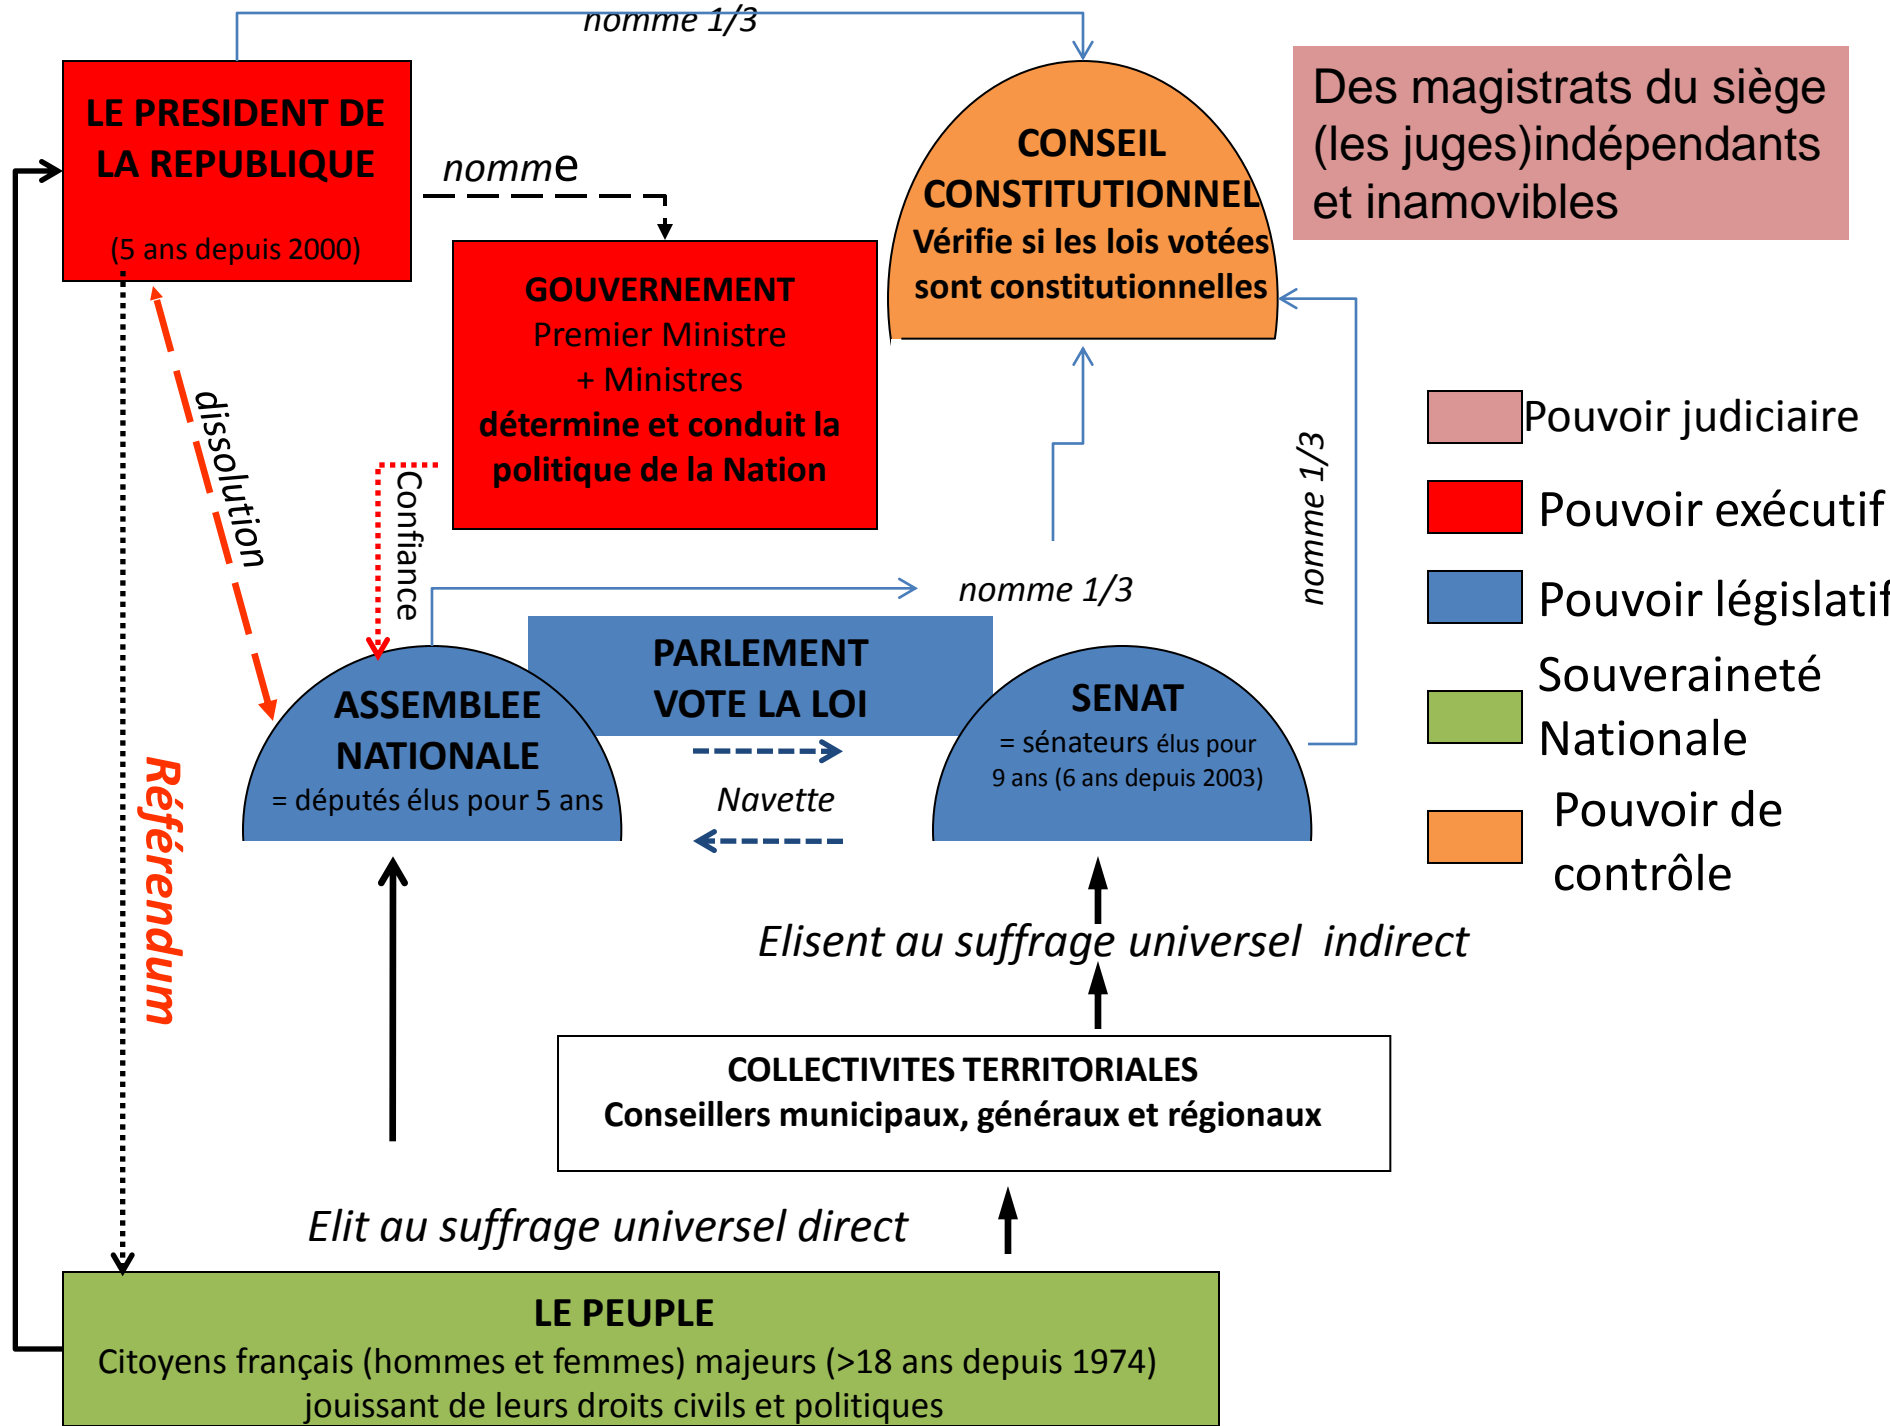 nomme 1/3
LE PRESIDENT DE
LA REPUBLIQUE
(5 ans depuis 2000)
nomme
CONSEIL
CONSTITUTIONNEL
Vérifie si les lois votées
sont constitutionnelles
Des magistrats du siège
(les juges)indépendants
et inamovibles
GOUVERNEMENT
Premier Ministre
+ Ministres
détermine et conduit la
politique de la Nation
dissolution
Confiance
nomme 1/3
nomme 1/3
Pouvoir judiciaire
Pouvoir exécutif
Pouvoir législatif
Souveraineté
Nationale
Pouvoir de
contrôle
PARLEMENT
VOTE LA LOI
ASSEMBLEE
NATIONALE
= députés élus pour 5 ans
Navette
SENAT
= sénateurs élus pour
9 ans (6 ans depuis 2003)
Référendum
Elisent au suffrage universel indirect
COLLECTIVITES TERRITORIALES
Conseillers municipaux, généraux et régionaux
Elit au suffrage universel direct
LE PEUPLE
Citoyens français (hommes et femmes) majeurs (>18 ans depuis 1974)
jouissant de leurs droits civils et politiques